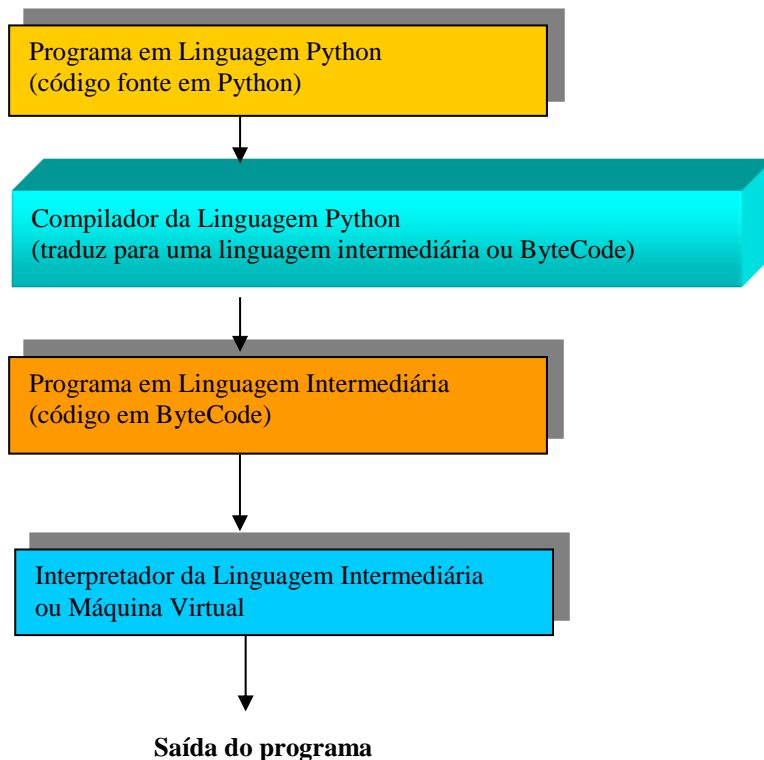 Programa em Linguagem Python
(código fonte em Python)
Compilador da Linguagem Python
(traduz para uma linguagem intermediária ou ByteCode)
Programa em Linguagem Intermediária
(código em ByteCode)
Interpretador da Linguagem Intermediária
ou Máquina Virtual
Saída do programa